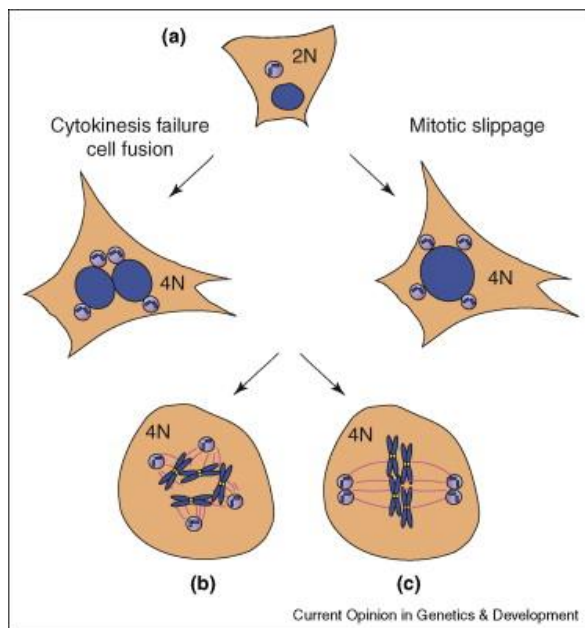 (a)
2N
Cytokinesis failure
cell fusion
Mitotic slippage
4N
4N
4N
4N
(b)
(c)
Current Opinion in Genetics & Development